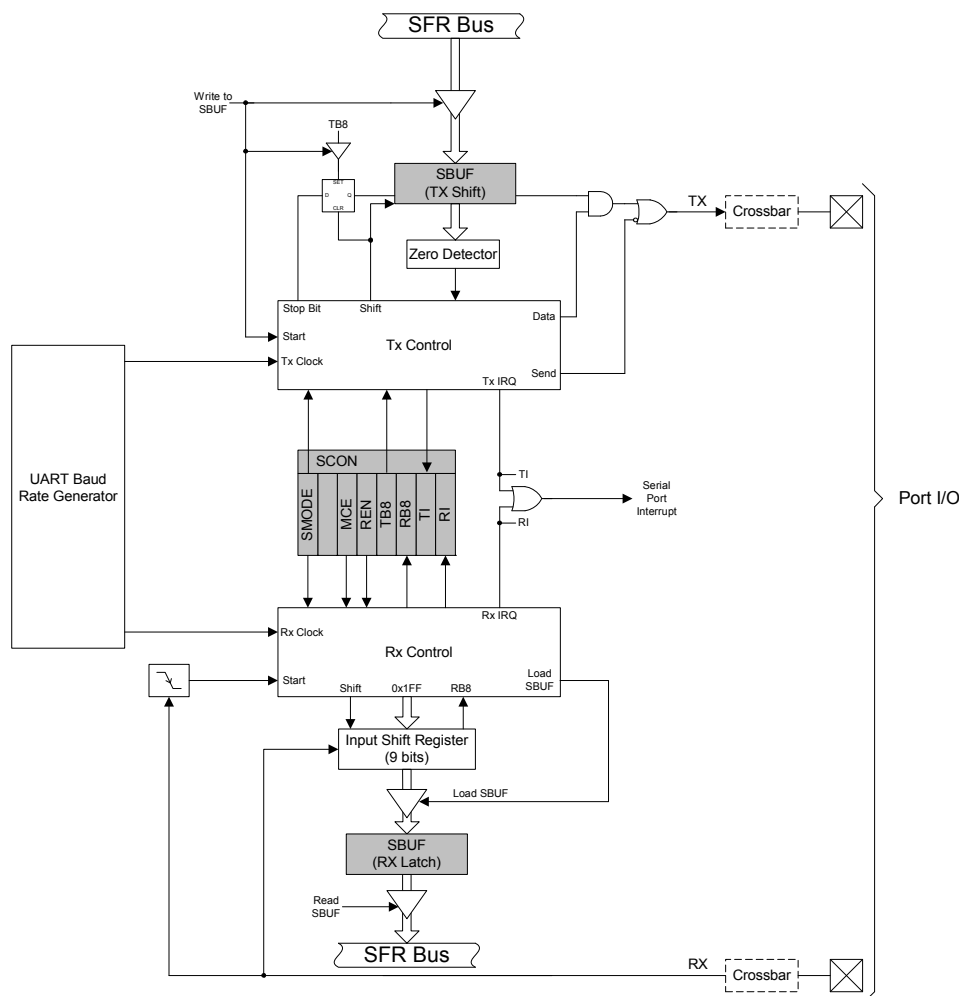 SFR Bus
Write to
SBUF
TB8
SET
D Q
CLR
SBUF
(TX Shift)
TX
Crossbar
Zero Detector
Stop Bit
Shift
Data
Start
Tx Control
Tx Clock
Send
Tx IRQ
UART Baud
Rate Generator
SCON
SMODE
MCE
REN
TB8
RB8
TI
RI
TI
RI
Serial
Port
Interrupt
Port I/O
Rx IRQ
Rx Clock
Rx Control
Start
Load
SBUF
Shift
0x1FF
RB8
Input Shift Register
(9 bits)
Load SBUF
SBUF
(RX Latch)
Read
SBUF
SFR Bus
RX
Crossbar